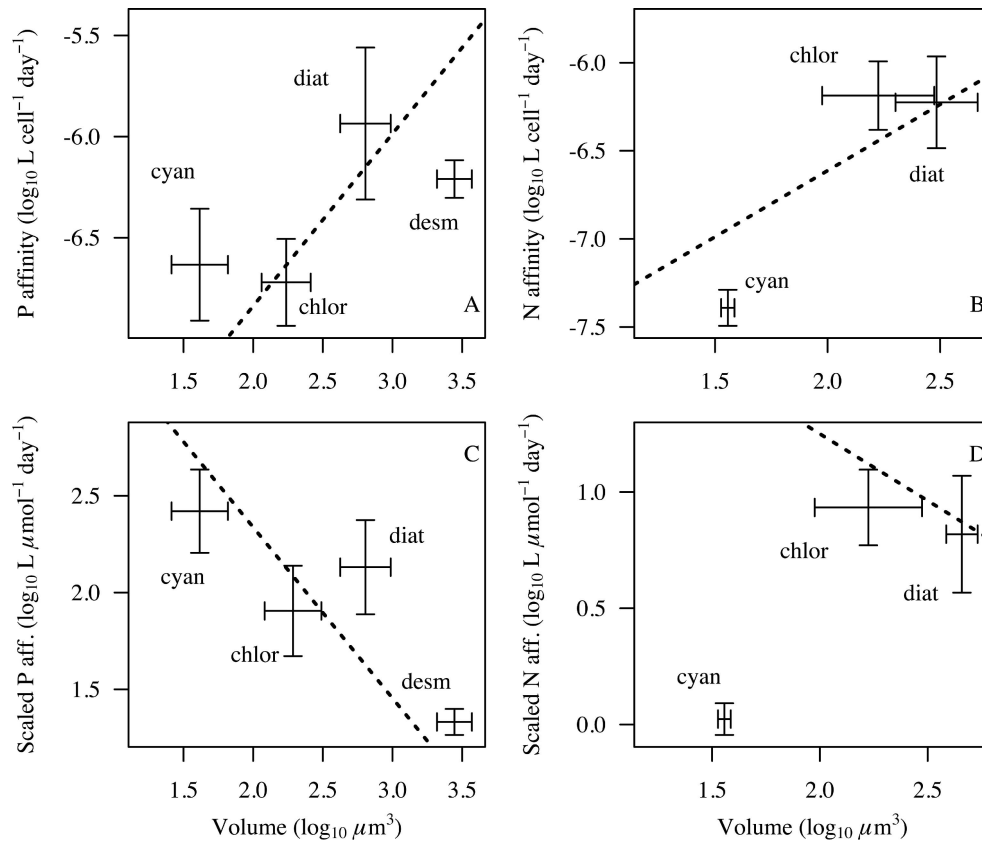 P affinity (log₁₀ L cell⁻¹ day⁻¹)
-5.5
-6.0
-6.5
cyan
diat
chlor
desm
A
1.5 2.0 2.5 3.0 3.5
N affinity (log₁₀ L cell⁻¹ day⁻¹)
-6.0
-6.5
-7.0
-7.5
chlor
diat
cyan
B
1.5 2.0 2.5
Scaled P aff. (log₁₀ L μmol⁻¹ day⁻¹)
2.5
2.0
1.5
C
cyan
diat
chlor
desm
1.5 2.0 2.5 3.0 3.5
Volume (log₁₀ μm³)
Scaled N aff. (log₁₀ L μmol⁻¹ day⁻¹)
1.0
0.5
0.0
D
chlor
diat
cyan
1.5 2.0 2.5
Volume (log₁₀ μm³)